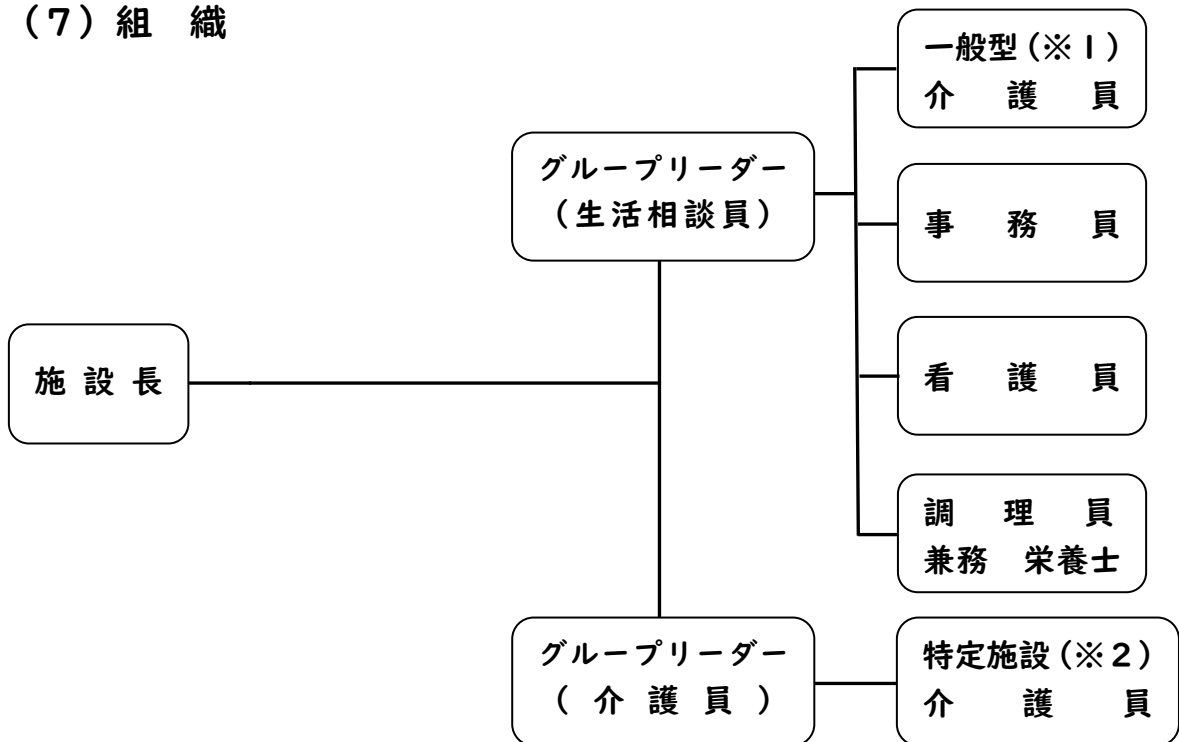 （7）組　織
一般型（※1）
介　護　員
グループリーダー
（生活相談員）
事　務　員
施 設 長
看　護　員
調　理　員
兼務　栄養士
グループリーダー
（ 介 護 員 ）
特定施設（※2）
介　護　員